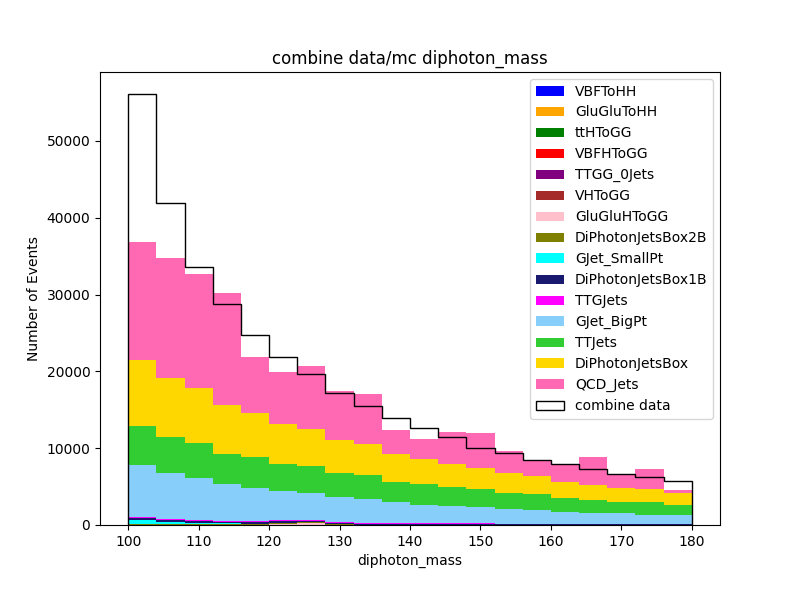 combine data/mc diphoton_mass
Number of Events
50000
40000
30000
20000
10000
0
VBFToHH
GluGluToHH
ttHToGG
VBFHToGG
TTGG_0Jets
VHToGG
GluGluHToGG
DiPhotonJetsBox2B
GJet_SmallPt
DiPhotonJetsBox1B
TTGJets
GJet_BigPt
TTJets
DiPhotonJetsBox
QCD_Jets
combine data
100 110 120 130 140 150 160 170 180
diphoton_mass